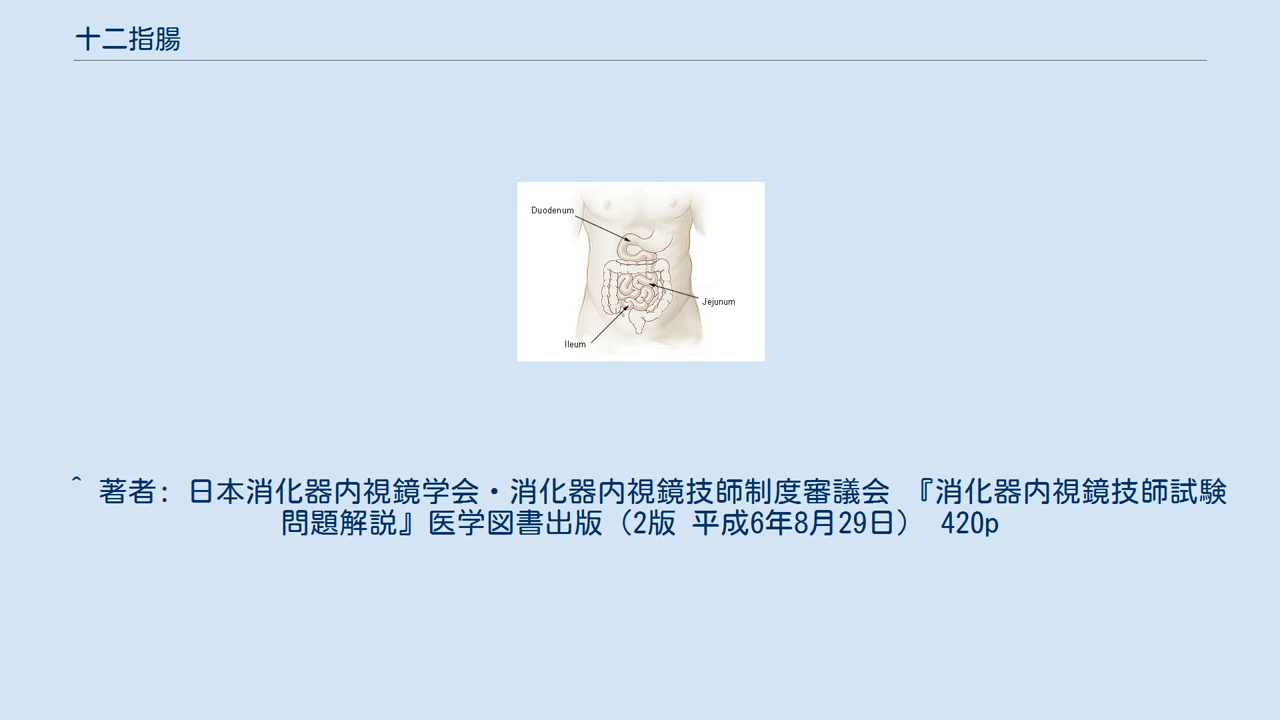 十二指腸
Duodenum
Jejunum
Ileum
^ 著者: 日本消化器内視鏡学会・消化器内視鏡技師制度審議会 『消化器内視鏡技師試験
問題解説』医学図書出版（2版 平成6年8月29日） 420p